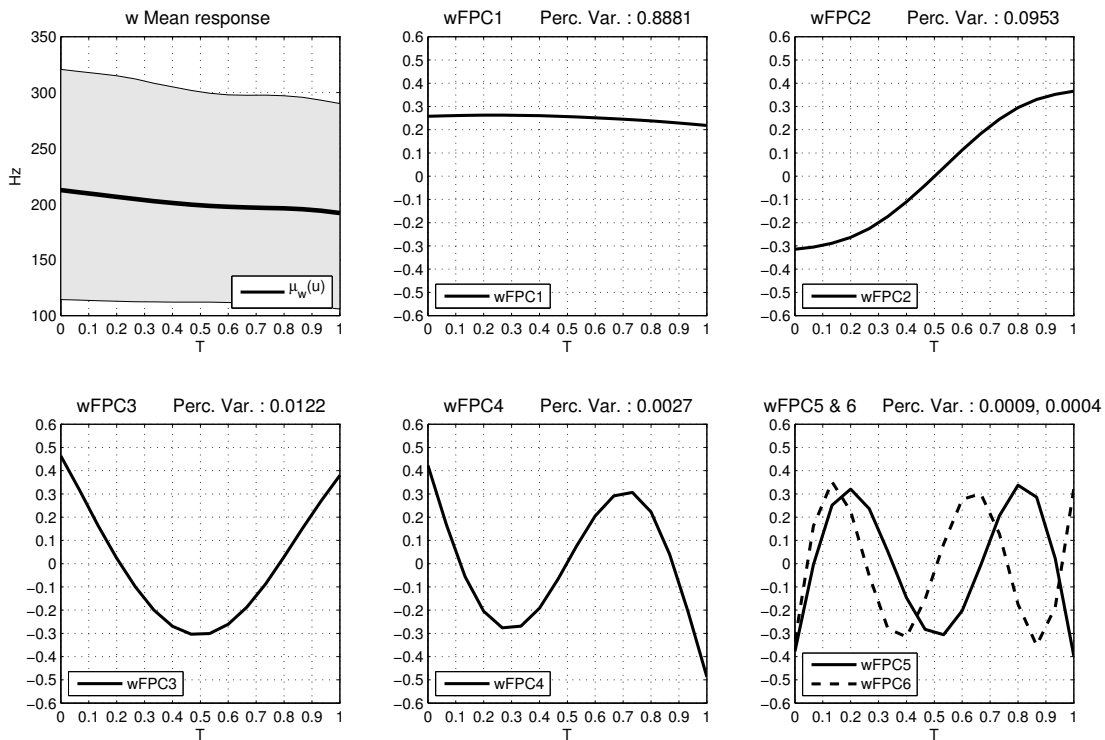 w Mean response
350
300
250
200
150
100
Hz
μ_w(u)
0 0.1 0.2 0.3 0.4 0.5 0.6 0.7 0.8 0.9 1
T
wFPC1 Perc. Var. : 0.8881
0.6
0.5
0.4
0.3
0.2
0.1
0
−0.1
−0.2
−0.3
−0.4
−0.5
−0.6
wFPC1
0 0.1 0.2 0.3 0.4 0.5 0.6 0.7 0.8 0.9 1
T
wFPC2 Perc. Var. : 0.0953
0.6
0.5
0.4
0.3
0.2
0.1
0
−0.1
−0.2
−0.3
−0.4
−0.5
−0.6
wFPC2
0 0.1 0.2 0.3 0.4 0.5 0.6 0.7 0.8 0.9 1
T
wFPC3 Perc. Var. : 0.0122
0.6
0.5
0.4
0.3
0.2
0.1
0
−0.1
−0.2
−0.3
−0.4
−0.5
−0.6
wFPC3
0 0.1 0.2 0.3 0.4 0.5 0.6 0.7 0.8 0.9 1
T
wFPC4 Perc. Var. : 0.0027
0.6
0.5
0.4
0.3
0.2
0.1
0
−0.1
−0.2
−0.3
−0.4
−0.5
−0.6
wFPC4
0 0.1 0.2 0.3 0.4 0.5 0.6 0.7 0.8 0.9 1
T
wFPC5 & 6 Perc. Var. : 0.0009, 0.0004
0.6
0.5
0.4
0.3
0.2
0.1
0
−0.1
−0.2
−0.3
−0.4
−0.5
−0.6
wFPC5
wFPC6
0 0.1 0.2 0.3 0.4 0.5 0.6 0.7 0.8 0.9 1
T